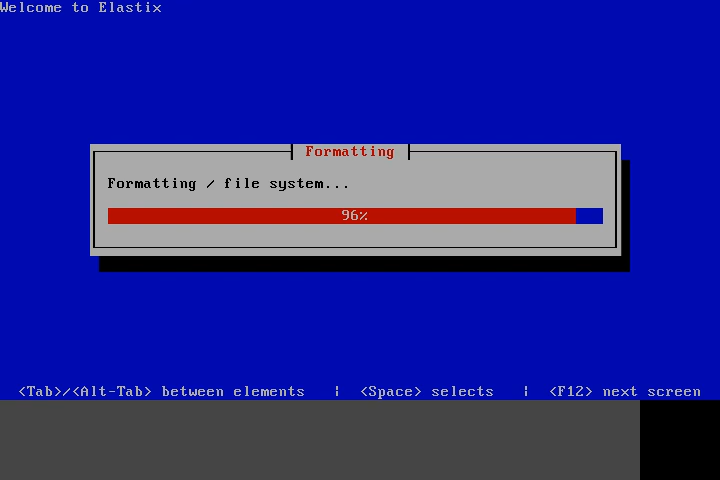 Welcome to Elastix
Formatting
Formatting / file system...
96%
<Tab>/<Alt-Tab> between elements | <Space> selects | <F12> next screen